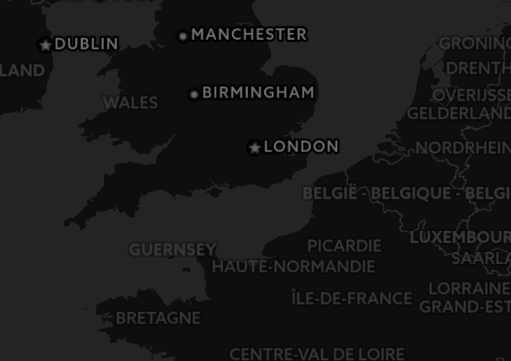 MANCHESTER
DUBLIN
GRONING
DRENTH
LAND
BIRMINGHAM
OVERIJSSE
WALES
GELDERLAND
LONDON
NORDRHEIN
BELGIË - BELGIQUE - BELGI
LUXEMBOUR
PICARDIE
GUERNSEY
SAARLA
HAUTE-NORMANDIE
LORRAINE
ÎLE-DE-FRANCE
GRAND-EST
BRETAGNE
CENTRE-VAL DE LOIRE